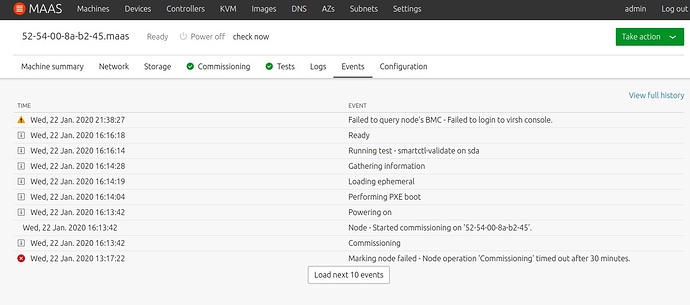 MAAS Machines Devices Controllers KVM Images DNS AZs Subnets Settings admin Log out
52-54-00-8a-b2-45.maas Ready Power off check now Take action
Machine summary Network Storage Commissioning Tests Logs Events Configuration
View full history
TIME EVENT
Wed, 22 Jan. 2020 21:38:27 Failed to query node's BMC - Failed to login to virsh console.
Wed, 22 Jan. 2020 16:16:18 Ready
Wed, 22 Jan. 2020 16:16:14 Running test - smartctl-validate on sda
Wed, 22 Jan. 2020 16:14:28 Gathering information
Wed, 22 Jan. 2020 16:14:19 Loading ephemeral
Wed, 22 Jan. 2020 16:14:04 Performing PXE boot
Wed, 22 Jan. 2020 16:13:42 Powering on
Wed, 22 Jan. 2020 16:13:42 Node - Started commissioning on '52-54-00-8a-b2-45'.
Wed, 22 Jan. 2020 16:13:42 Commissioning
Wed, 22 Jan. 2020 13:17:22 Marking node failed - Node operation 'Commissioning' timed out after 30 minutes.
Load next 10 events